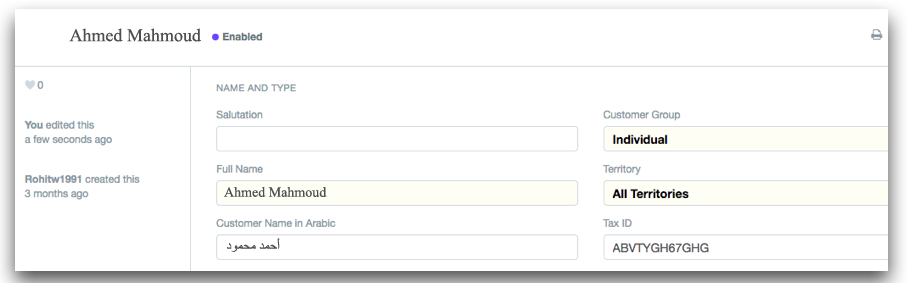 Ahmed Mahmoud Enabled
0
You edited this
a few seconds ago
Rohitw1991 created this
3 months ago
NAME AND TYPE
Salutation
Customer Group
Individual
Full Name
Ahmed Mahmoud
Territory
All Territories
Customer Name in Arabic
أحمد محمود
Tax ID
ABVTYGH67GHG